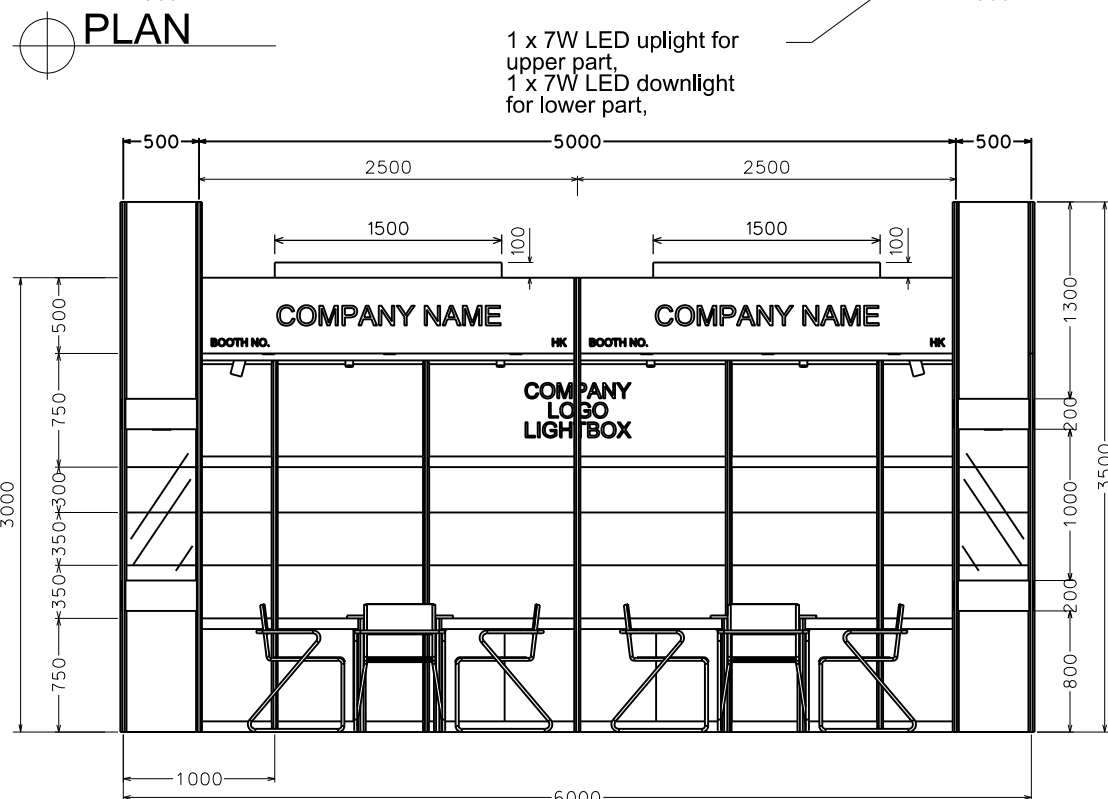 PLAN
1 x 7W LED uplight for
upper part,
1 x 7W LED downlight
for lower part,
500 5000 500
2500 2500
1500 100 1500 100
COMPANY NAME COMPANY NAME
BOOTH NO. HK BOOTH NO. HK
COMPANY
LOGO
LIGHTBOX
3000
500
750
300
350
350
750
1300
200
1000
200
800
3500
1000
6000